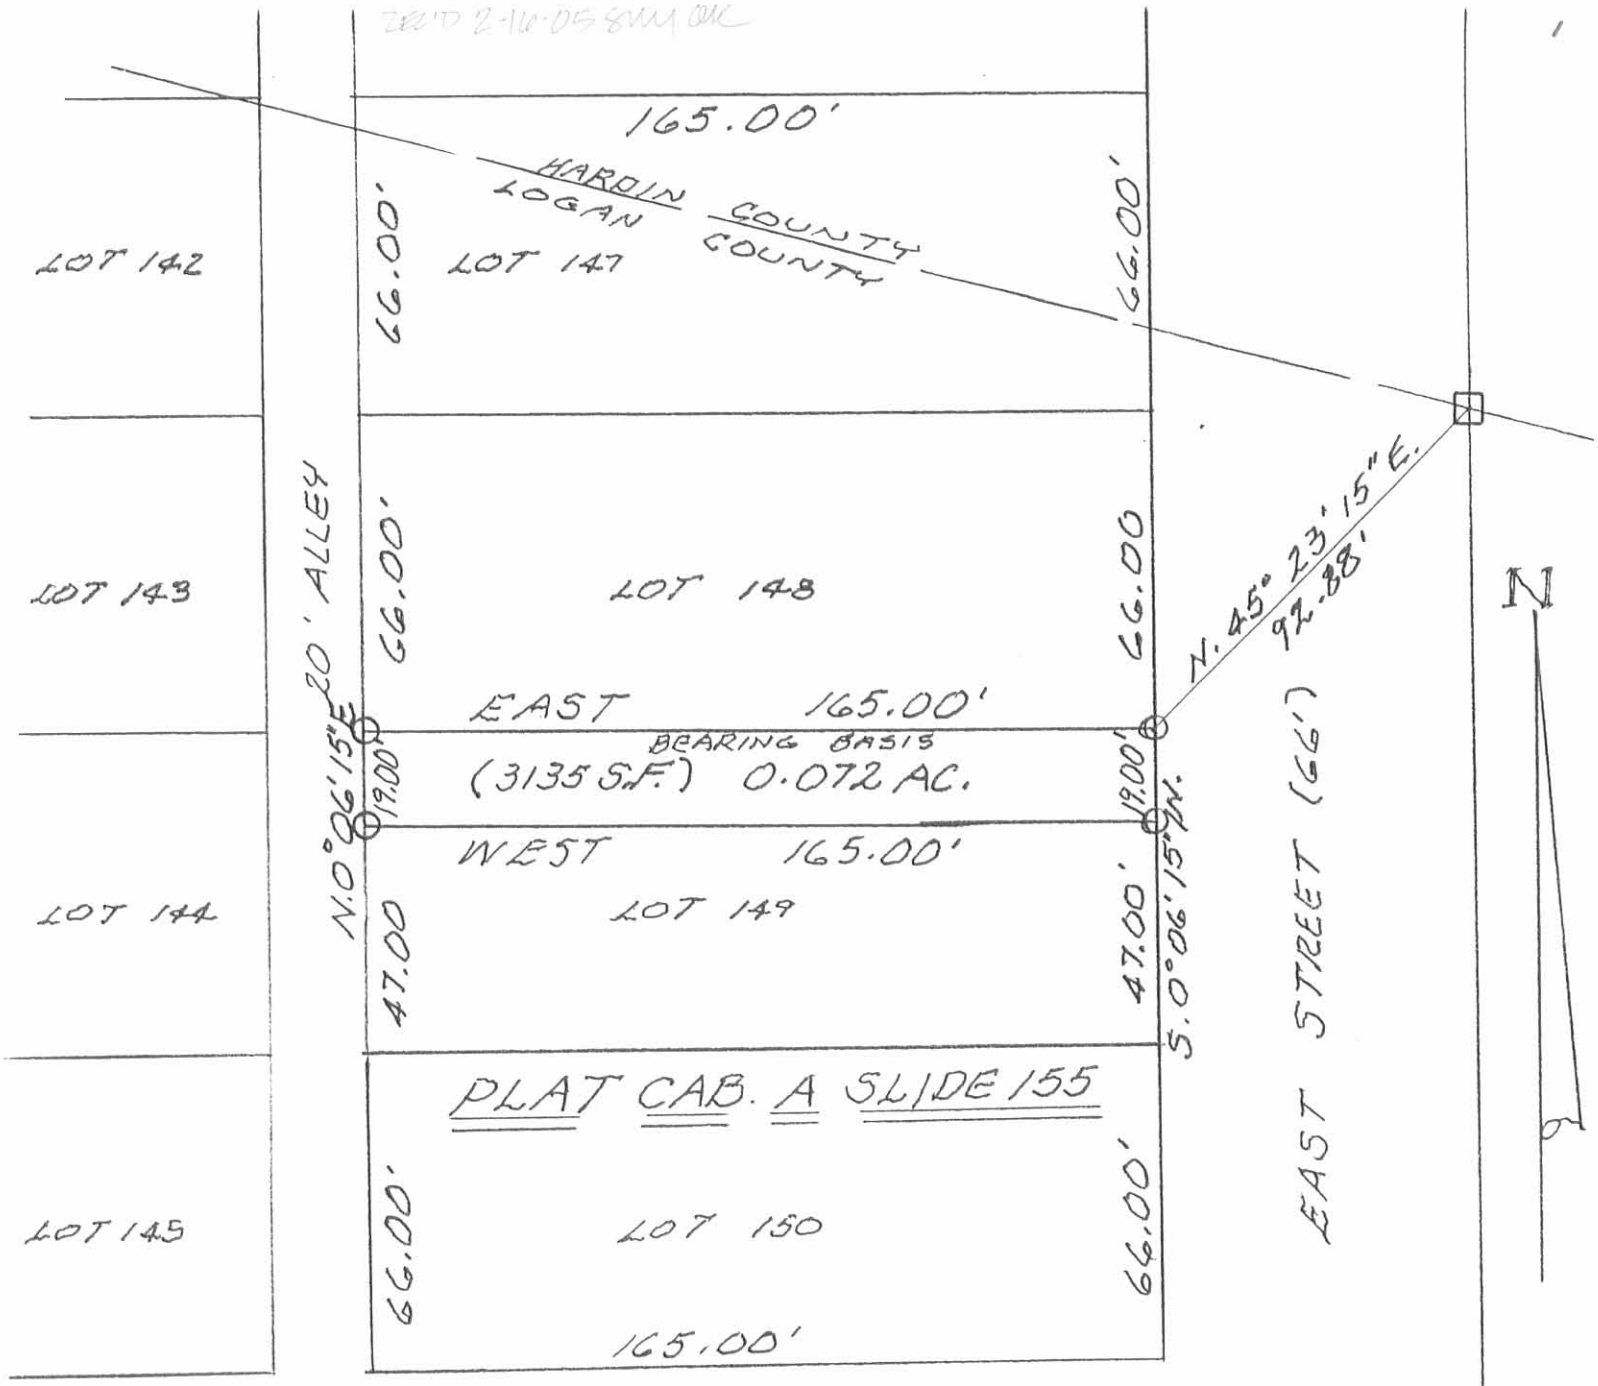 REC'D 2-16-05
165.00'
HARDIN COUNTY
LOGAN COUNTY
LOT 142
66.00'
LOT 147
66.00'
LOT 143
20' ALLEY
66.00'
LOT 148
66.00
N. 45° 23' 15" E.
92.88'
N
EAST 165.00'
BEARING BASIS
(3135 S.F.) 0.072 AC.
19.00'
19.00'
N.0°06'15"E
WEST 165.00'
S.0°06'15"W.
LOT 144
47.00
LOT 149
47.00'
EAST STREET (66')
PLAT CAB. A SLIDE 155
LOT 145
66.00'
LOT 150
66.00'
165.00'